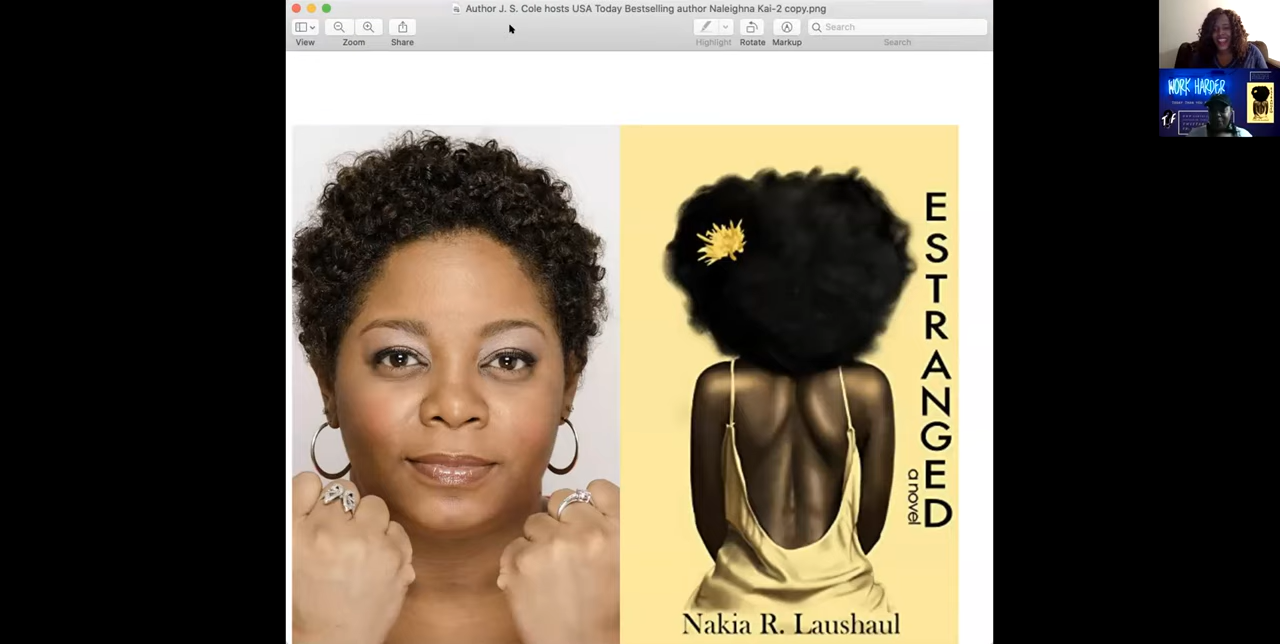 Author J. S. Cole hosts USA Today Bestselling author Naleighna Kai-2 copy.png
View
Zoom
Share
Highlight
Rotate
Markup
Search
Search
WORK HARDER
ESTRANGED
a novel
Nakia R. Laushaul